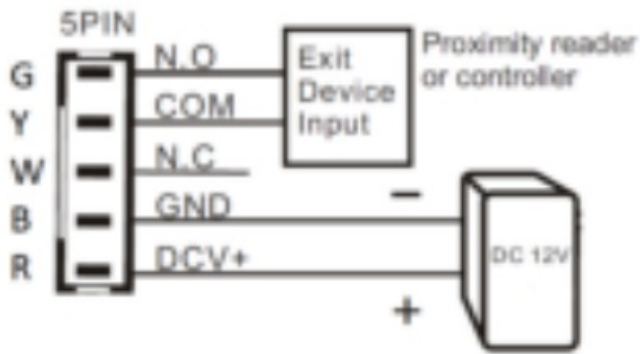 5PIN
G N.O
Y COM
W N.C
B GND
R DCV+
Exit
Device
Input
Proximity reader
or controller
−
DC 12V
+